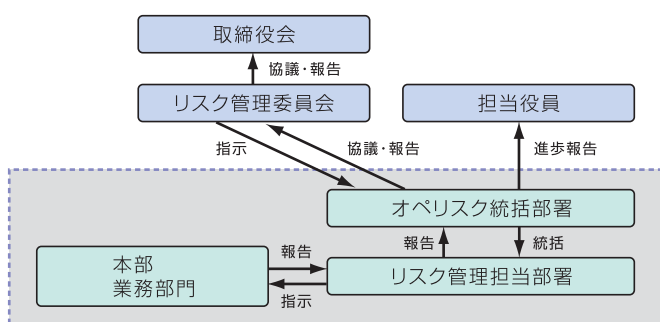 取締役会
協議・報告
リスク管理委員会
担当役員
指示
協議・報告
進歩報告
オペリスク統括部署
報告
統括
本部
業務部門
報告
指示
リスク管理担当部署